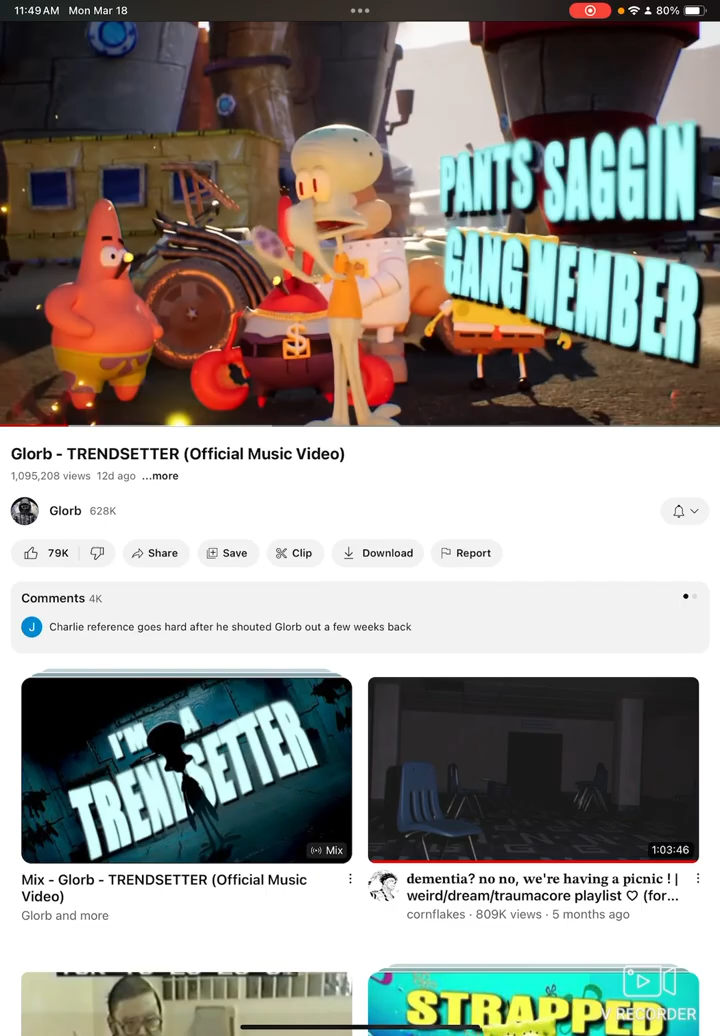 11:49 AM Mon Mar 18
80%
PANTS SAGGIN
GANG MEMBER
$
Glorb - TRENDSETTER (Official Music Video)
1,095,208 views 12d ago ...more
Glorb 628K
79K Share Save Clip Download Report
Comments 4K
J Charlie reference goes hard after he shouted Glorb out a few weeks back
I'M A
TRENDSETTER
Mix
1:03:46
Mix - Glorb - TRENDSETTER (Official Music
Video)
Glorb and more
dementia? no no, we're having a picnic ! |
weird/dream/traumacore playlist ♡ (for...
cornflakes · 809K views · 5 months ago
STRAPPE
V RECORDER